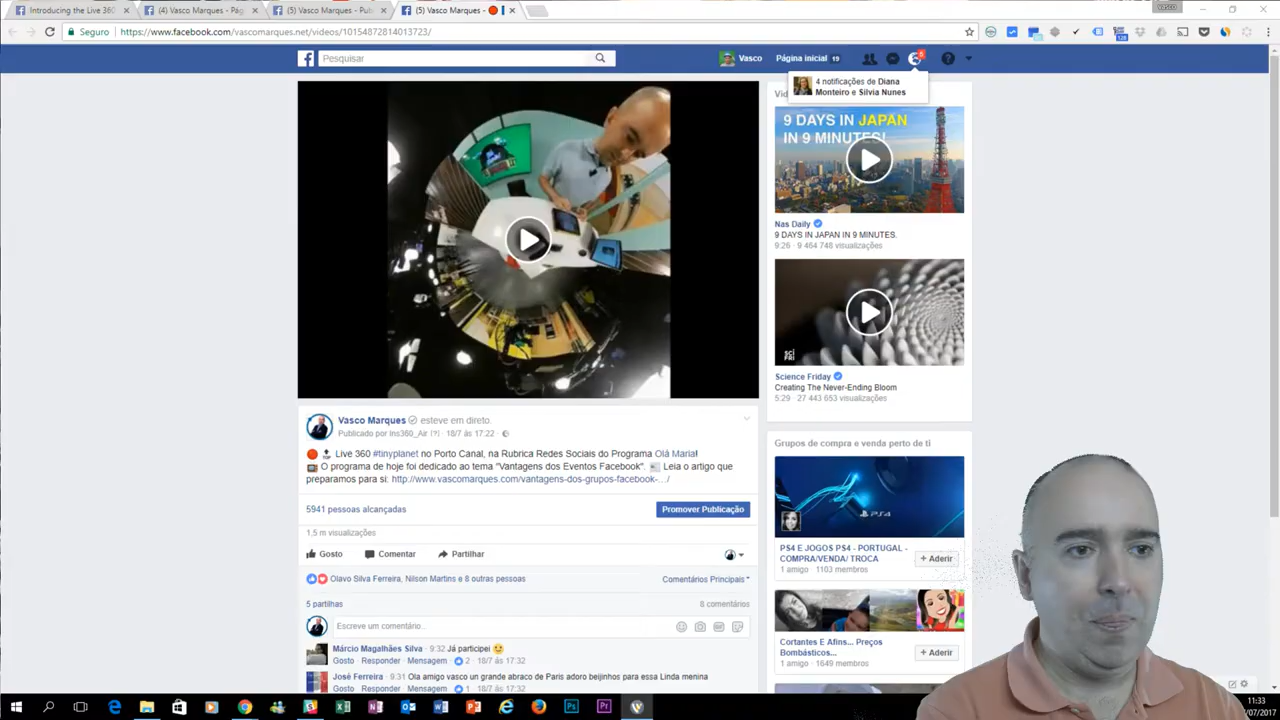 Introducing the Live 360
(4) Vasco Marques - Pág
(5) Vasco Marques - Put
(5) Vasco Marques -
VASCO
Seguro
https://www.facebook.com/vascomarques.net/videos/10154872814013723/
Pesquisar
Vasco
Página inicial 19
4 notificações de Diana
Monteiro e Silvia Nunes
9 DAYS IN JAPAN
IN 9 MINUTES!
Nas Daily
9 DAYS IN JAPAN IN 9 MINUTES.
9:26 · 9 464 748 visualizações
SCI
FRI
Science Friday
Creating The Never-Ending Bloom
5:29 · 27 443 653 visualizações
Vasco Marques esteve em direto.
Publicado por Ins360_Air [?] · 18/7 às 17:22 ·
TOP Live 360 #tinyplanet no Porto Canal, na Rubrica Redes Sociais do Programa Olá Maria!
O programa de hoje foi dedicado ao tema "Vantagens dos Eventos Facebook". Leia o artigo que
preparamos para si: http://www.vascomarques.com/vantagens-dos-grupos-facebook-…/
5941 pessoas alcançadas
Promover Publicação
1,5 m visualizações
Gosto
Comentar
Partilhar
Olavo Silva Ferreira, Nilson Martins e 8 outras pessoas
Comentários Principais
5 partilhas
8 comentários
Escreve um comentário...
Márcio Magalhães Silva · 9:32 Já participei
Gosto · Responder · Mensagem · 2 · 18/7 às 17:32
José Ferreira · 9:31 Ola amigo vasco un grande abraco de Paris adoro beijinhos para essa Linda menina
Gosto · Responder · Mensagem · 1 · 18/7 às 17:32
Grupos de compra e venda perto de ti
PS4
PS4 E JOGOS PS4 - PORTUGAL -
COMPRA/VENDA/ TROCA
1 amigo · 1103 membros
+ Aderir
Cortantes E Afins... Preços
Bombásticos...
1 amigo · 1649 membros
+ Aderir
11:33
/07/2017